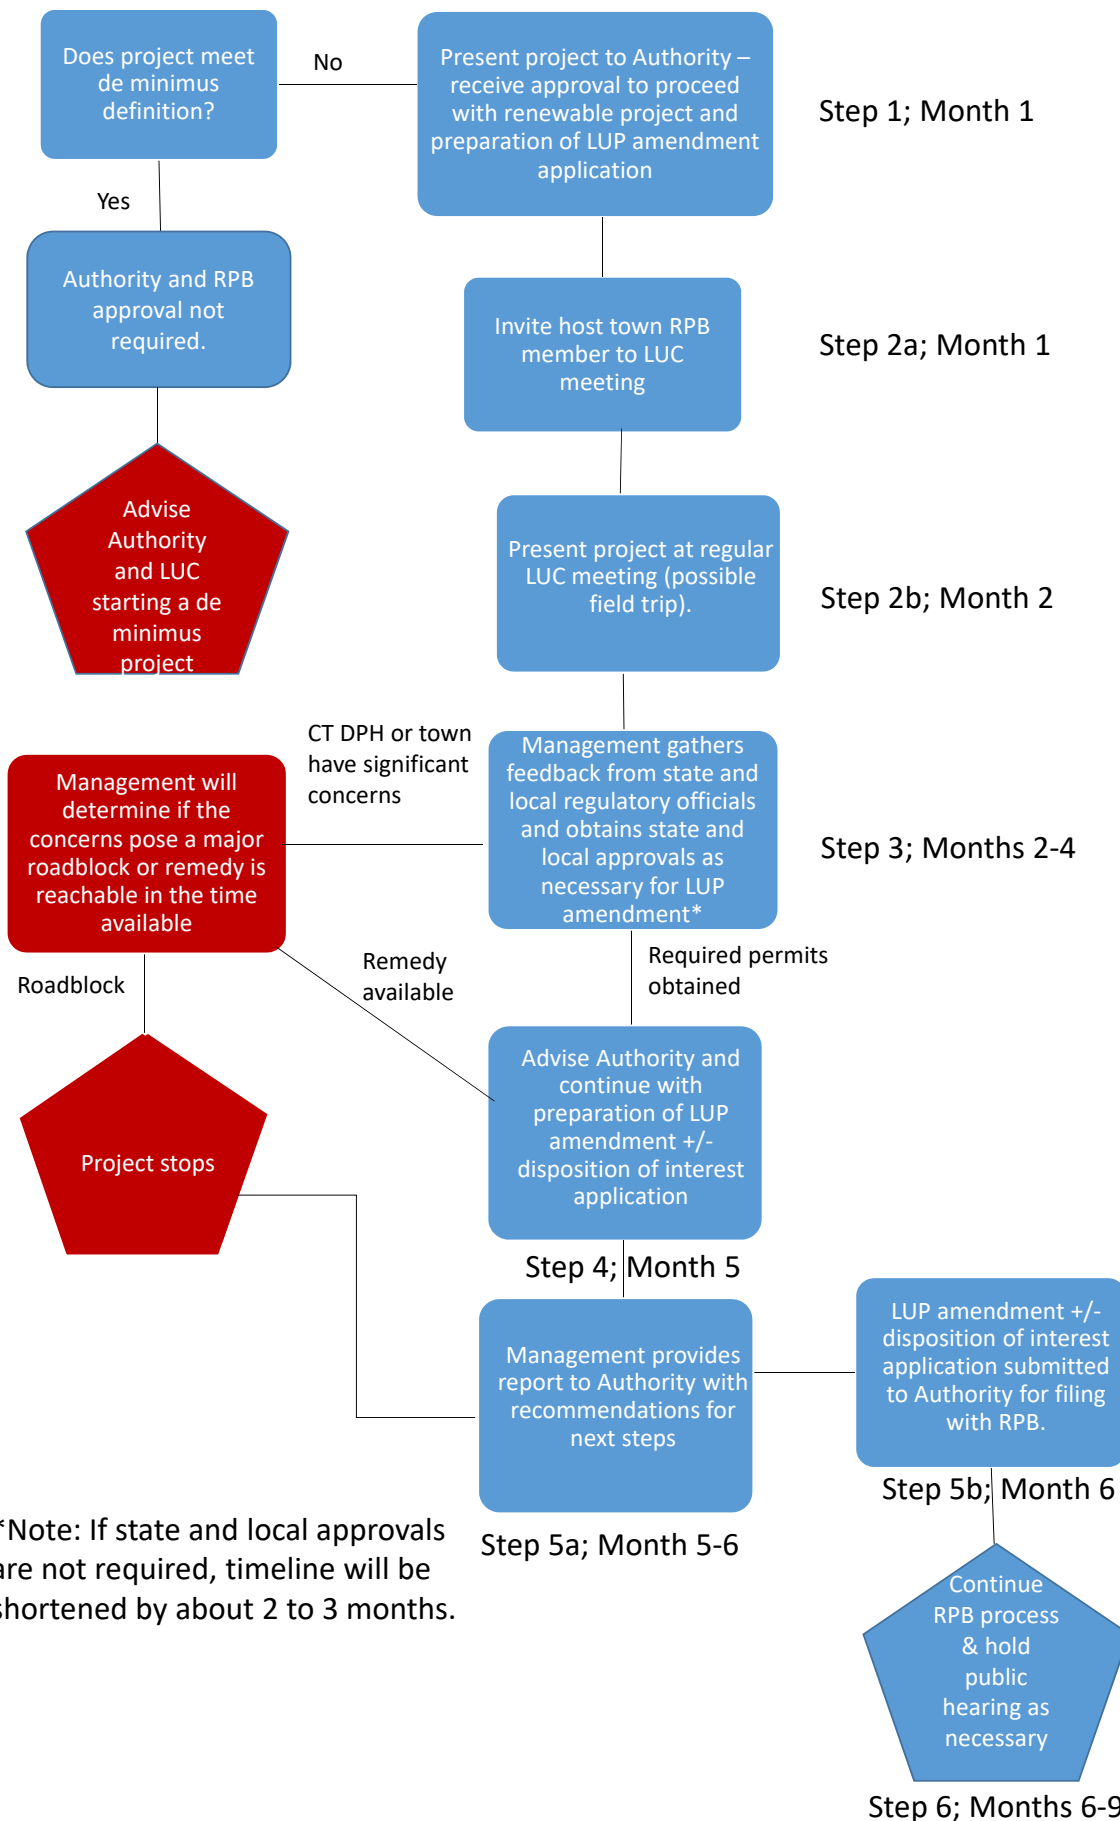 Does project meet
de minimus
definition?
No
Present project to Authority –
receive approval to proceed
with renewable project and
preparation of LUP amendment
application
Step 1; Month 1
Yes
Authority and RPB
approval not
required.
Invite host town RPB
member to LUC
meeting
Step 2a; Month 1
Advise
Authority
and LUC
starting a de
minimus
project
Present project at regular
LUC meeting (possible
field trip).
Step 2b; Month 2
CT DPH or town
have significant
concerns
Management will
determine if the
concerns pose a major
roadblock or remedy is
reachable in the time
available
Management gathers
feedback from state and
local regulatory officials
and obtains state and
local approvals as
necessary for LUP
amendment*
Step 3; Months 2-4
Roadblock
Remedy
available
Required permits
obtained
Project stops
Advise Authority and
continue with
preparation of LUP
amendment +/-
disposition of interest
application
Step 4; Month 5
Management provides
report to Authority with
recommendations for
next steps
LUP amendment +/-
disposition of interest
application submitted
to Authority for filing
with RPB.
Step 5b; Month 6
Step 5a; Month 5-6
*Note: If state and local approvals
are not required, timeline will be
shortened by about 2 to 3 months.
Continue
RPB process
& hold
public
hearing as
necessary
Step 6; Months 6-9